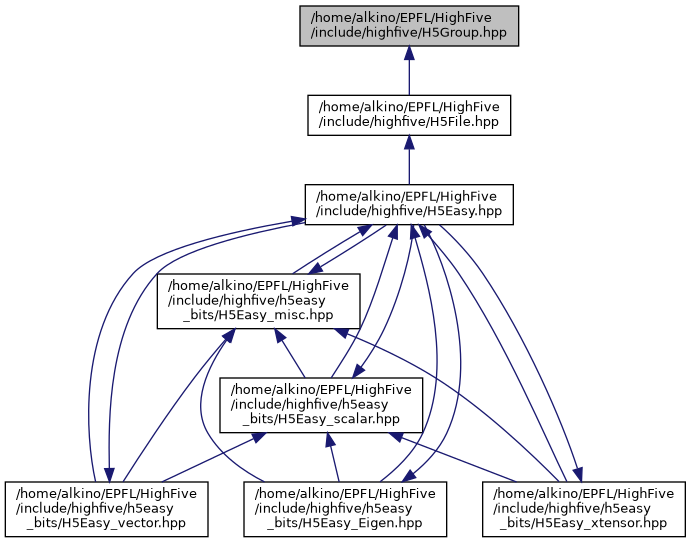 /home/alkino/EPFL/HighFive
/include/highfive/H5Group.hpp
/home/alkino/EPFL/HighFive
/include/highfive/H5File.hpp
/home/alkino/EPFL/HighFive
/include/highfive/H5Easy.hpp
/home/alkino/EPFL/HighFive
/include/highfive/h5easy
_bits/H5Easy_misc.hpp
/home/alkino/EPFL/HighFive
/include/highfive/h5easy
_bits/H5Easy_scalar.hpp
/home/alkino/EPFL/HighFive
/include/highfive/h5easy
_bits/H5Easy_vector.hpp
/home/alkino/EPFL/HighFive
/include/highfive/h5easy
_bits/H5Easy_Eigen.hpp
/home/alkino/EPFL/HighFive
/include/highfive/h5easy
_bits/H5Easy_xtensor.hpp